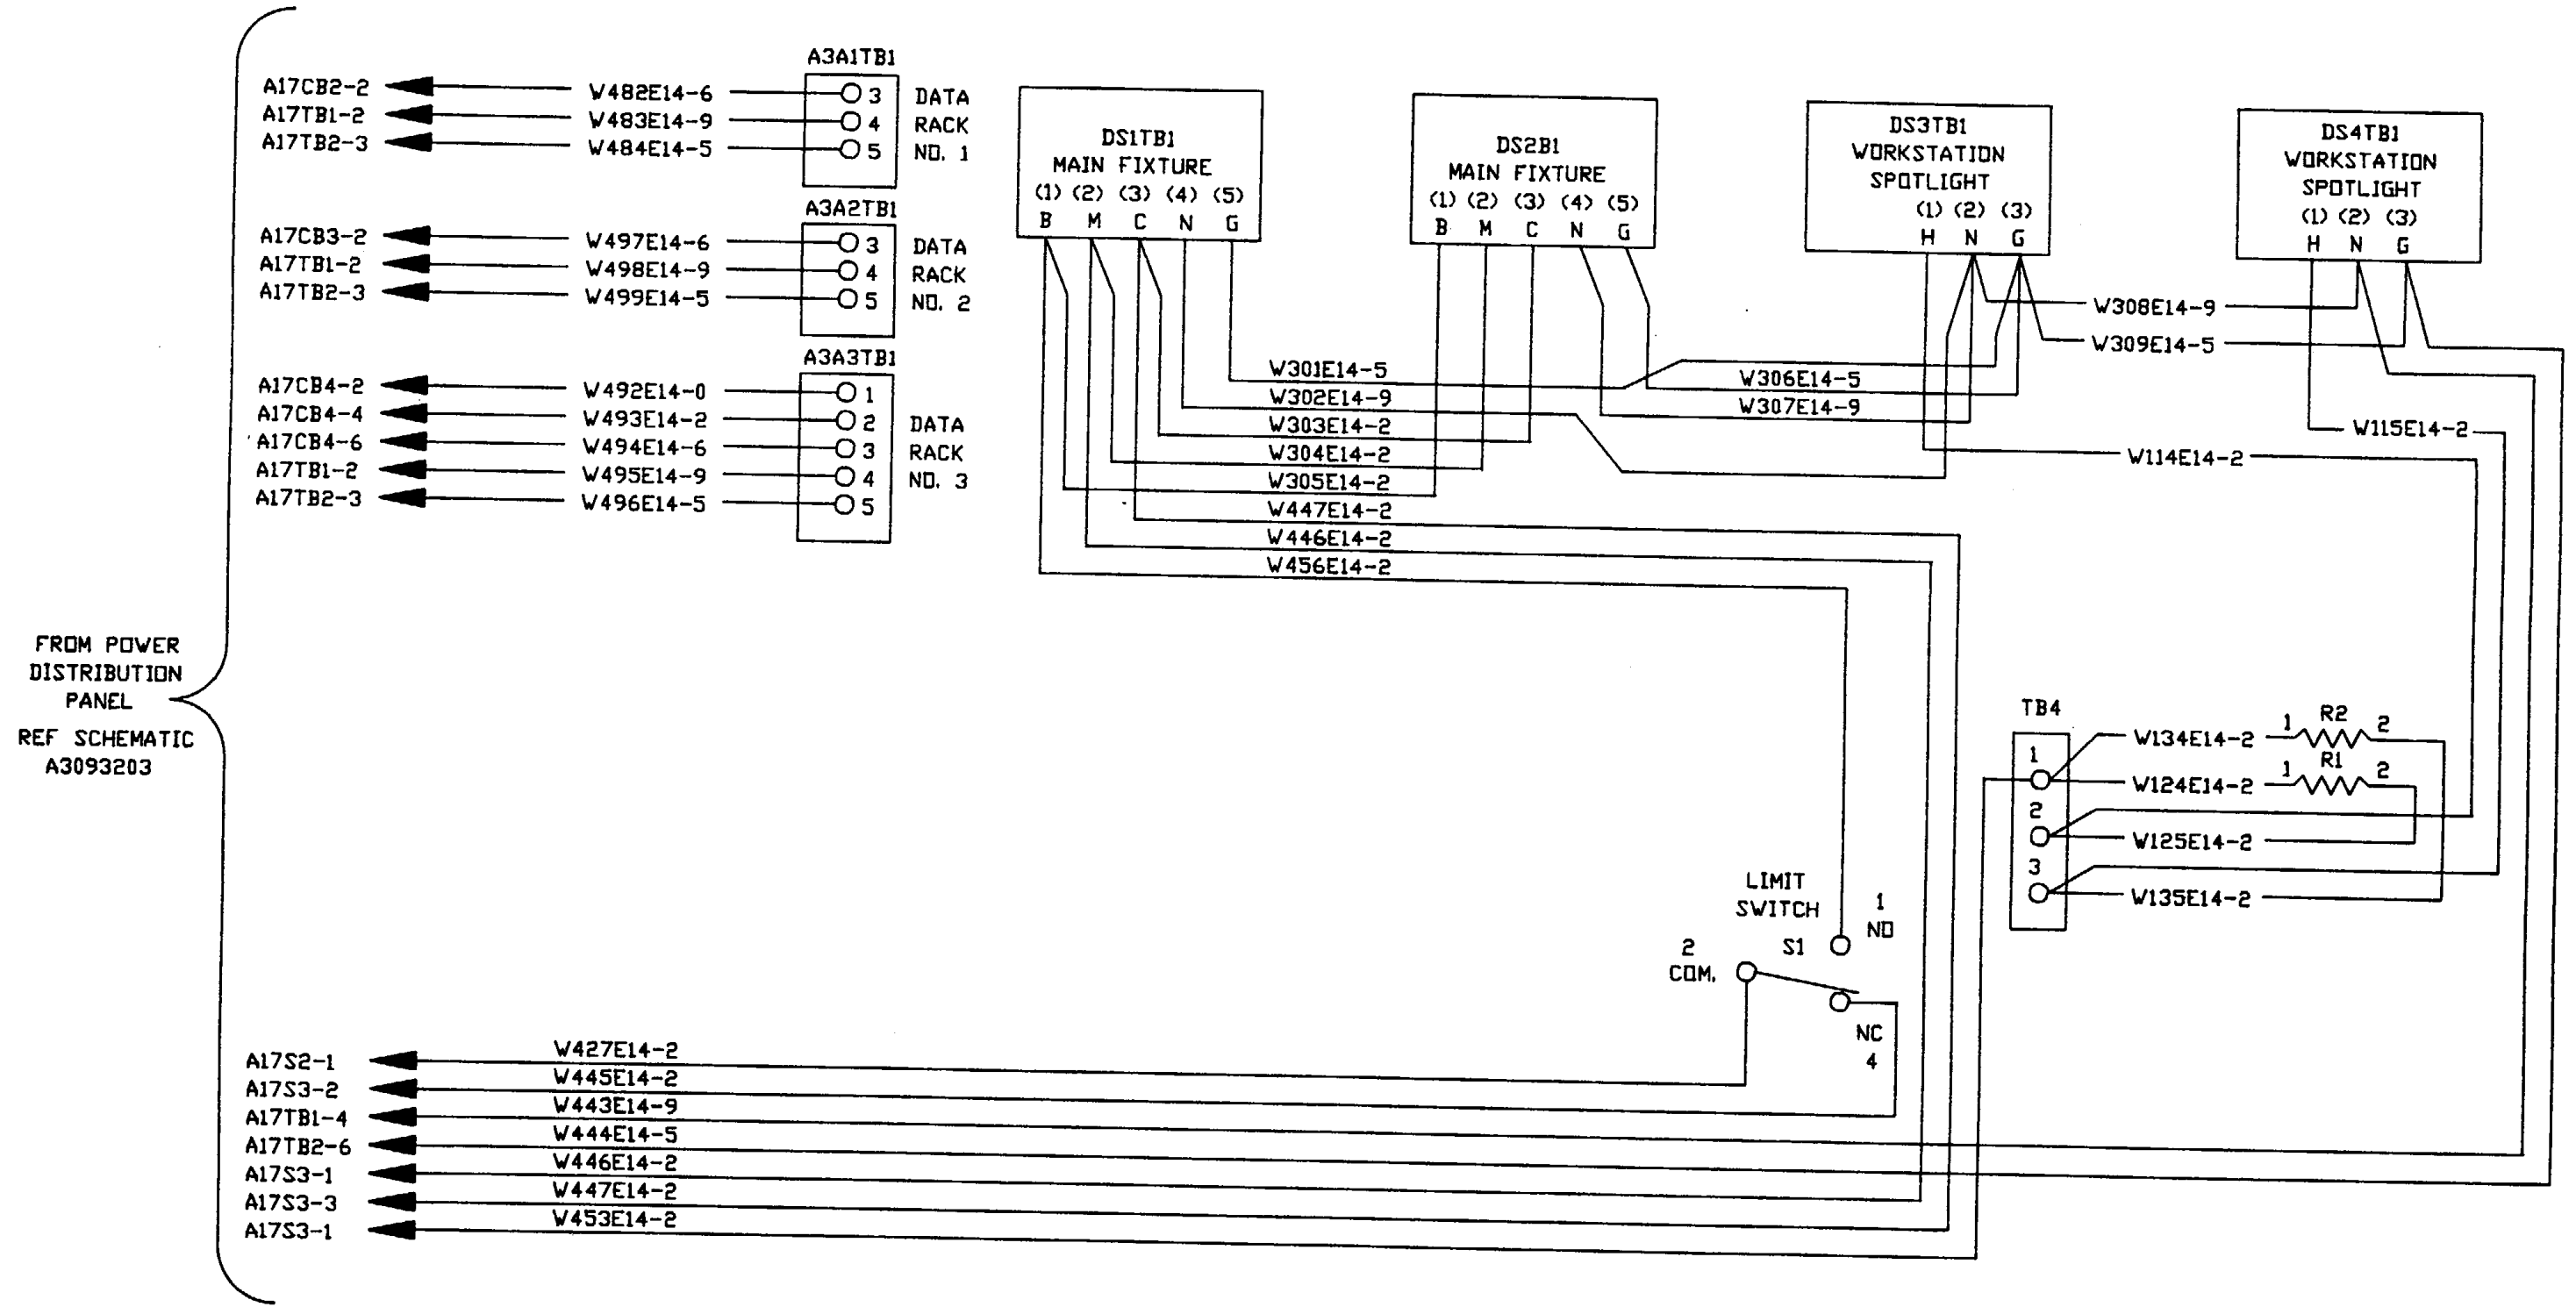 A3A1TB1
A17CB2-2 W482E14-6 3 DATA
A17TB1-2 W483E14-9 4 RACK
A17TB2-3 W484E14-5 5 NO. 1
A3A2TB1
A17CB3-2 W497E14-6 3 DATA
A17TB1-2 W498E14-9 4 RACK
A17TB2-3 W499E14-5 5 NO. 2
A3A3TB1
A17CB4-2 W492E14-0 1
A17CB4-4 W493E14-2 2 DATA
A17CB4-6 W494E14-6 3 RACK
A17TB1-2 W495E14-9 4 NO. 3
A17TB2-3 W496E14-5 5
DS1TB1
MAIN FIXTURE
(1) (2) (3) (4) (5)
B M C N G
DS2B1
MAIN FIXTURE
(1) (2) (3) (4) (5)
B M C N G
DS3TB1
WORKSTATION
SPOTLIGHT
(1) (2) (3)
H N G
DS4TB1
WORKSTATION
SPOTLIGHT
(1) (2) (3)
H N G
W308E14-9
W309E14-5
W301E14-5
W306E14-5
W302E14-9
W307E14-9
W303E14-2
W304E14-2
W305E14-2
W447E14-2
W446E14-2
W456E14-2
W115E14-2
W114E14-2
FROM POWER
DISTRIBUTION
PANEL
REF SCHEMATIC
A3093203
TB4
1 W134E14-2 1 R2 2
W124E14-2 1 R1 2
2
W125E14-2
3
W135E14-2
LIMIT
SWITCH
1
NO
2
COM.
S1
NC
4
A17S2-1 W427E14-2
A17S3-2 W445E14-2
A17TB1-4 W443E14-9
A17TB2-6 W444E14-5
A17S3-1 W446E14-2
A17S3-3 W447E14-2
A17S3-1 W453E14-2